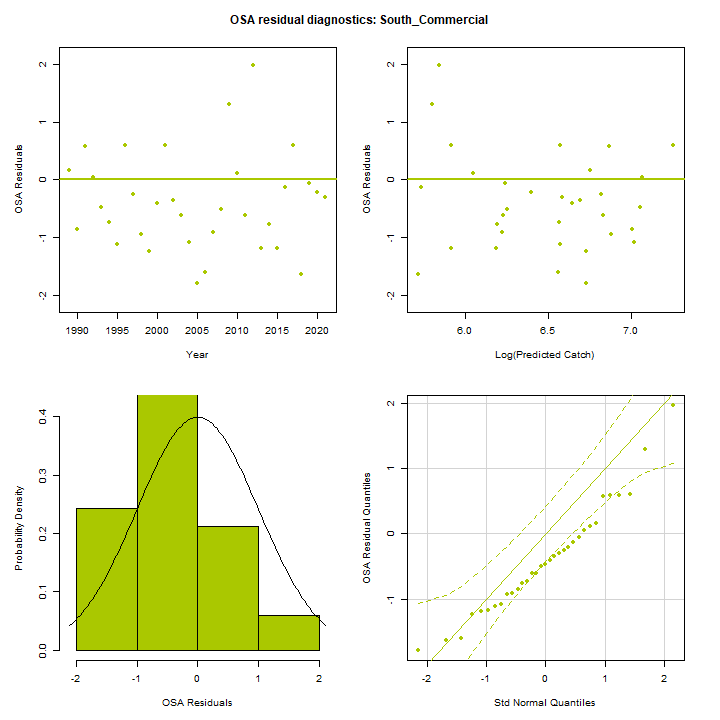 OSA residual diagnostics: South_Commercial
OSA Residuals
2
1
0
-1
-2
1990 1995 2000 2005 2010 2015 2020
Year
OSA Residuals
2
1
0
-1
-2
6.0 6.5 7.0
Log(Predicted Catch)
Probability Density
0.4
0.3
0.2
0.1
0.0
-2 -1 0 1 2
OSA Residuals
OSA Residual Quantiles
2
1
0
-1
-2 -1 0 1 2
Std Normal Quantiles